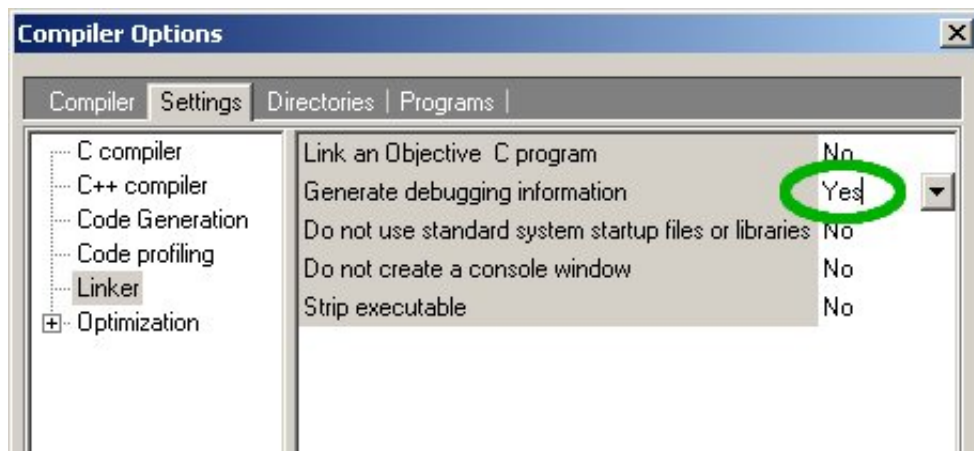 Compiler Options
Compiler Settings Directories Programs
C compiler
C++ compiler
Code Generation
Code profiling
Linker
Optimization
Link an Objective C program No
Generate debugging information Yes
Do not use standard system startup files or libraries No
Do not create a console window No
Strip executable No